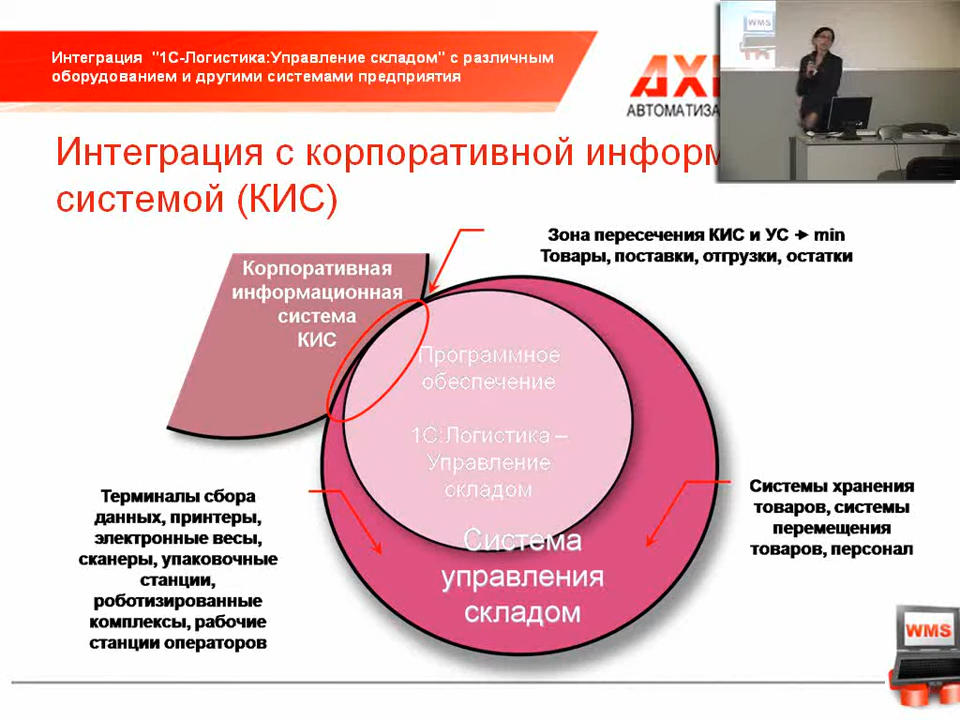 Интеграция "1С-Логистика:Управление складом" с различным
оборудованием и другими системами предприятия
WMS
Интеграция с корпоративной
системой (КИС)
Зона пересечения КИС и УС → min
Товары, поставки, отгрузки, остатки
Корпоративная
информационная
система
КИС
Программное
обеспечение
1С:Логистика –
Управление
складом
Система
управления
складом
Терминалы сбора
данных, принтеры,
электронные весы,
сканеры, упаковочные
станции,
роботизированные
комплексы, рабочие
станции операторов
Системы хранения
товаров, системы
перемещения
товаров, персонал
WMS